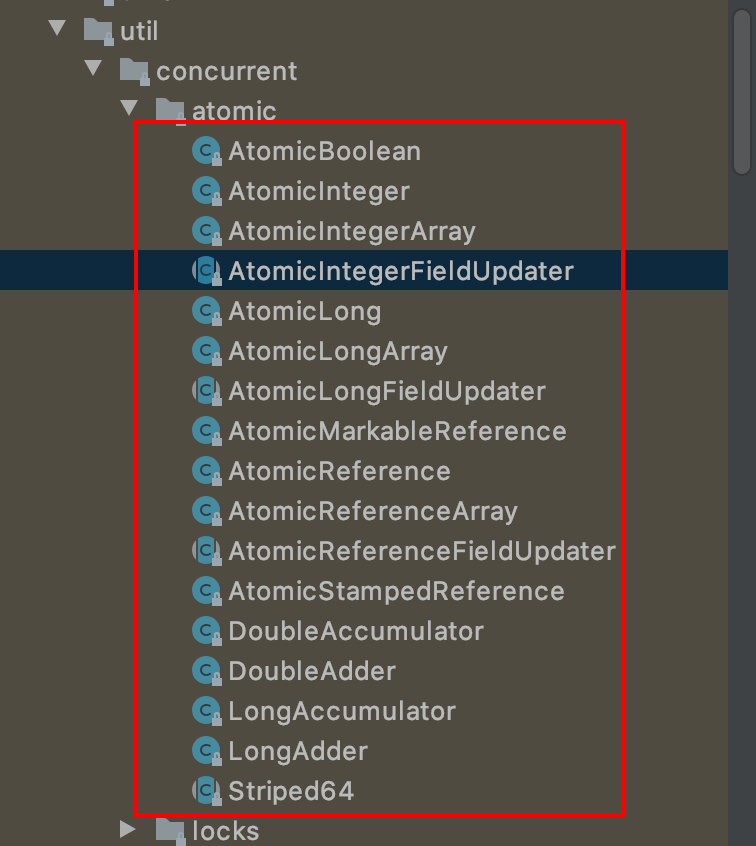 util
concurrent
atomic
AtomicBoolean
AtomicInteger
AtomicIntegerArray
AtomicIntegerFieldUpdater
AtomicLong
AtomicLongArray
AtomicLongFieldUpdater
AtomicMarkableReference
AtomicReference
AtomicReferenceArray
AtomicReferenceFieldUpdater
AtomicStampedReference
DoubleAccumulator
DoubleAdder
LongAccumulator
LongAdder
Striped64
locks